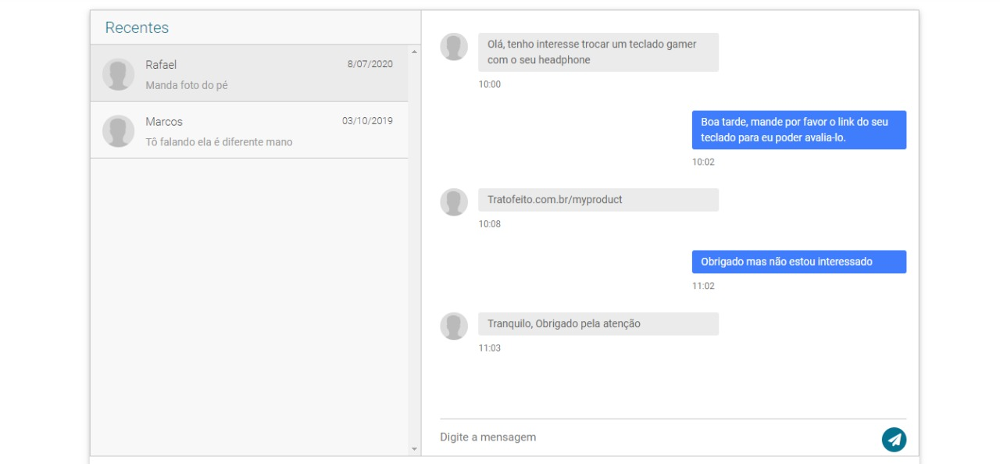 Recentes
Rafael
8/07/2020
Manda foto do pé
Marcos
03/10/2019
Tô falando ela é diferente mano
Olá, tenho interesse trocar um teclado gamer
com o seu headphone
10:00
Boa tarde, mande por favor o link do seu
teclado para eu poder avalia-lo.
10:02
Tratofeito.com.br/myproduct
10:08
Obrigado mas não estou interessado
11:02
Tranquilo, Obrigado pela atenção
11:03
Digite a mensagem